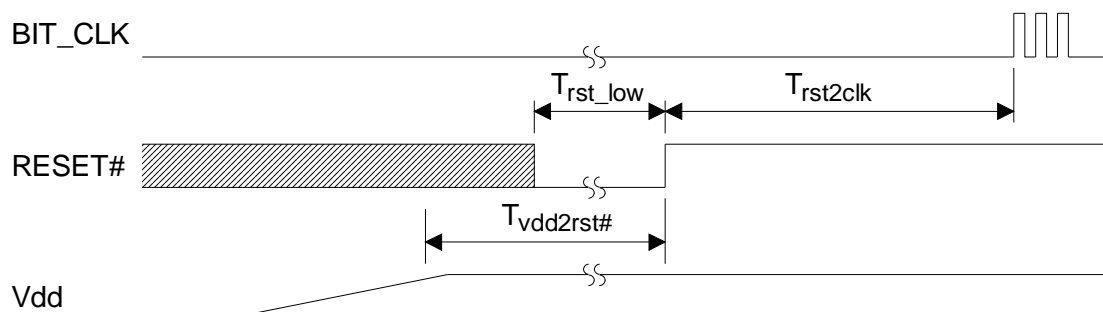 BIT_CLK
Trst_low
Trst2clk
RESET#
Tvdd2rst#
Vdd